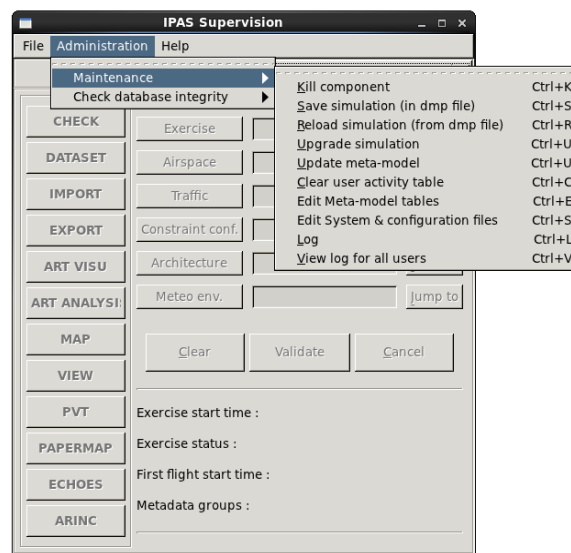 IPAS Supervision
File Administration Help
Maintenance
Check database integrity
Kill component Ctrl+K
Save simulation (in dmp file) Ctrl+S
Reload simulation (from dmp file) Ctrl+R
Upgrade simulation Ctrl+U
Update meta-model Ctrl+U
Clear user activity table Ctrl+C
Edit Meta-model tables Ctrl+E
Edit System & configuration files Ctrl+S
Log Ctrl+L
View log for all users Ctrl+V
CHECK
DATASET
IMPORT
EXPORT
ART VISU
ART ANALYSI
MAP
VIEW
PVT
PAPERMAP
ECHOES
ARINC
Exercise
Airspace
Traffic
Constraint conf.
Architecture
Meteo env. Jump to
Clear Validate Cancel
Exercise start time :
Exercise status :
First flight start time :
Metadata groups :